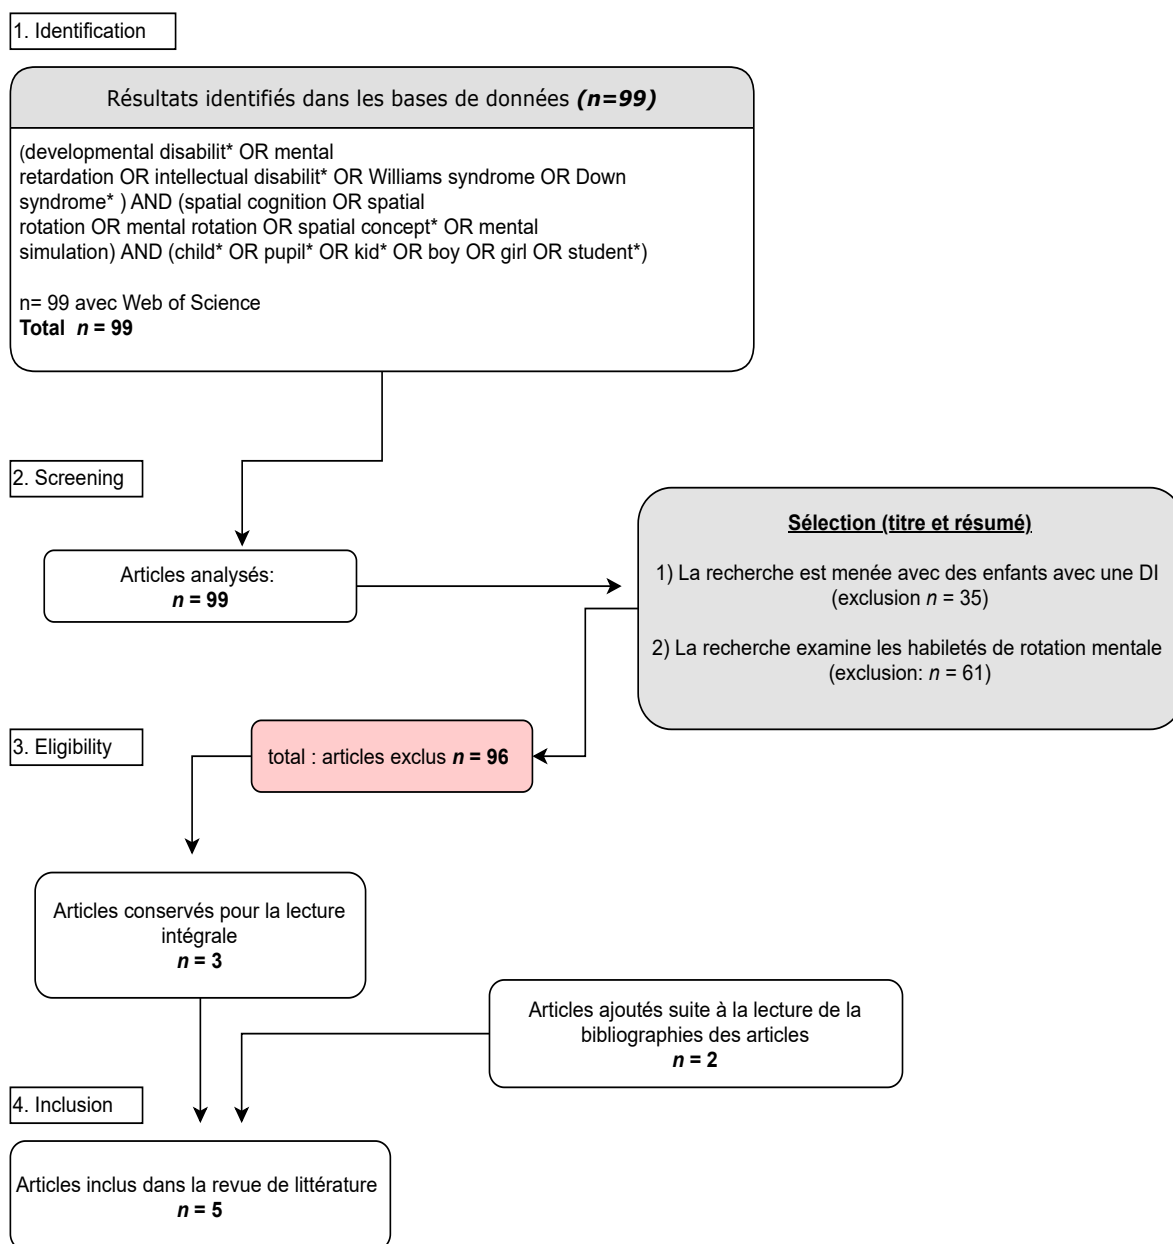 1. Identification
Résultats identifiés dans les bases de données (n=99)
(developmental disabilit* OR mental
retardation OR intellectual disabilit* OR Williams syndrome OR Down
syndrome* ) AND (spatial cognition OR spatial
rotation OR mental rotation OR spatial concept* OR mental
simulation) AND (child* OR pupil* OR kid* OR boy OR girl OR student*)
n= 99 avec Web of Science
Total n = 99
2. Screening
Articles analysés:
n = 99
Sélection (titre et résumé)
1) La recherche est menée avec des enfants avec une DI
(exclusion n = 35)
2) La recherche examine les habiletés de rotation mentale
(exclusion: n = 61)
3. Eligibility
total : articles exclus n = 96
Articles conservés pour la lecture
intégrale
n = 3
Articles ajoutés suite à la lecture de la
bibliographies des articles
n = 2
4. Inclusion
Articles inclus dans la revue de littérature
n = 5